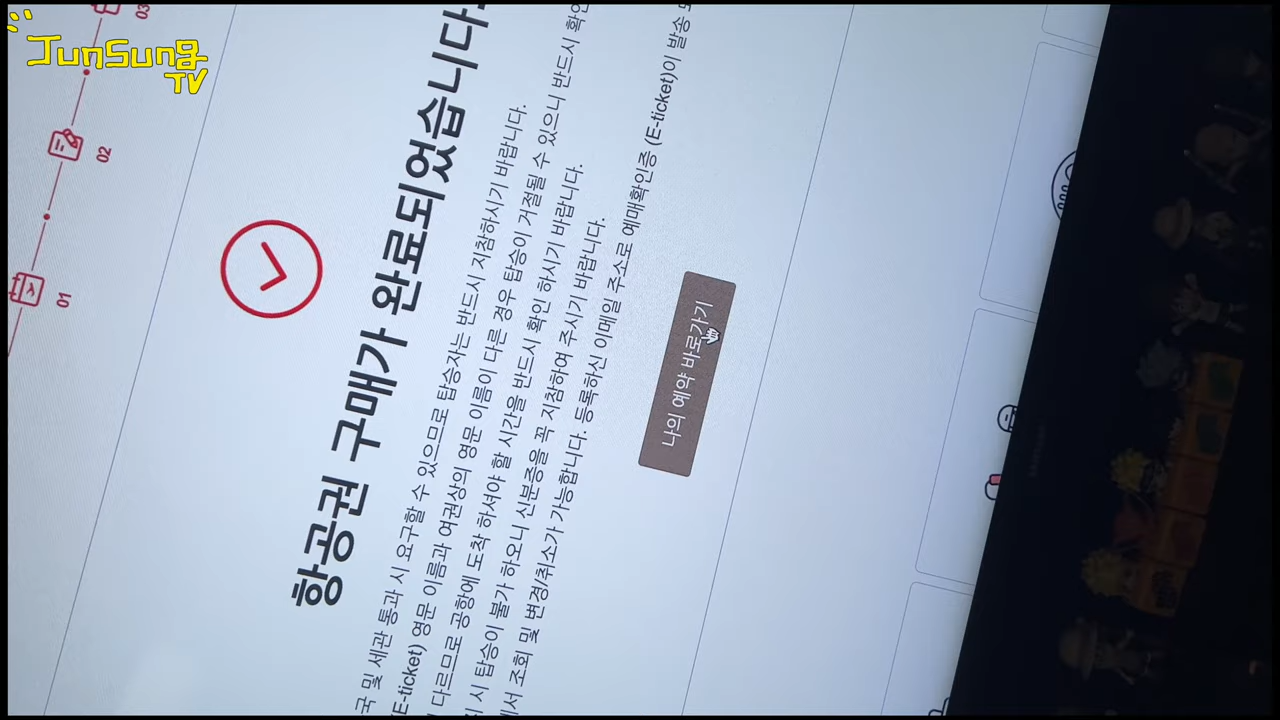 JunSung
TV
01
02
03
항공권 구매가 완료되었습니다.
국 및 세관 통과 시 요구할 수 있으므로 탑승자는 반드시 지참하시기 바랍니다.
(E-ticket) 영문 이름과 여권상의 영문 이름이 다른 경우 탑승이 거절될 수 있으니 반드시 확인
다르므로 공항에 도착 하셔야 할 시간을 반드시 확인 하시기 바랍니다.
시 탑승이 불가 하오니 신분증을 꼭 지참하여 주시기 바랍니다.
에서 조회 및 변경/취소가 가능합니다. 등록하신 이메일 주소로 예매확인증 (E-ticket)이 발송
나의 예약 바로가기